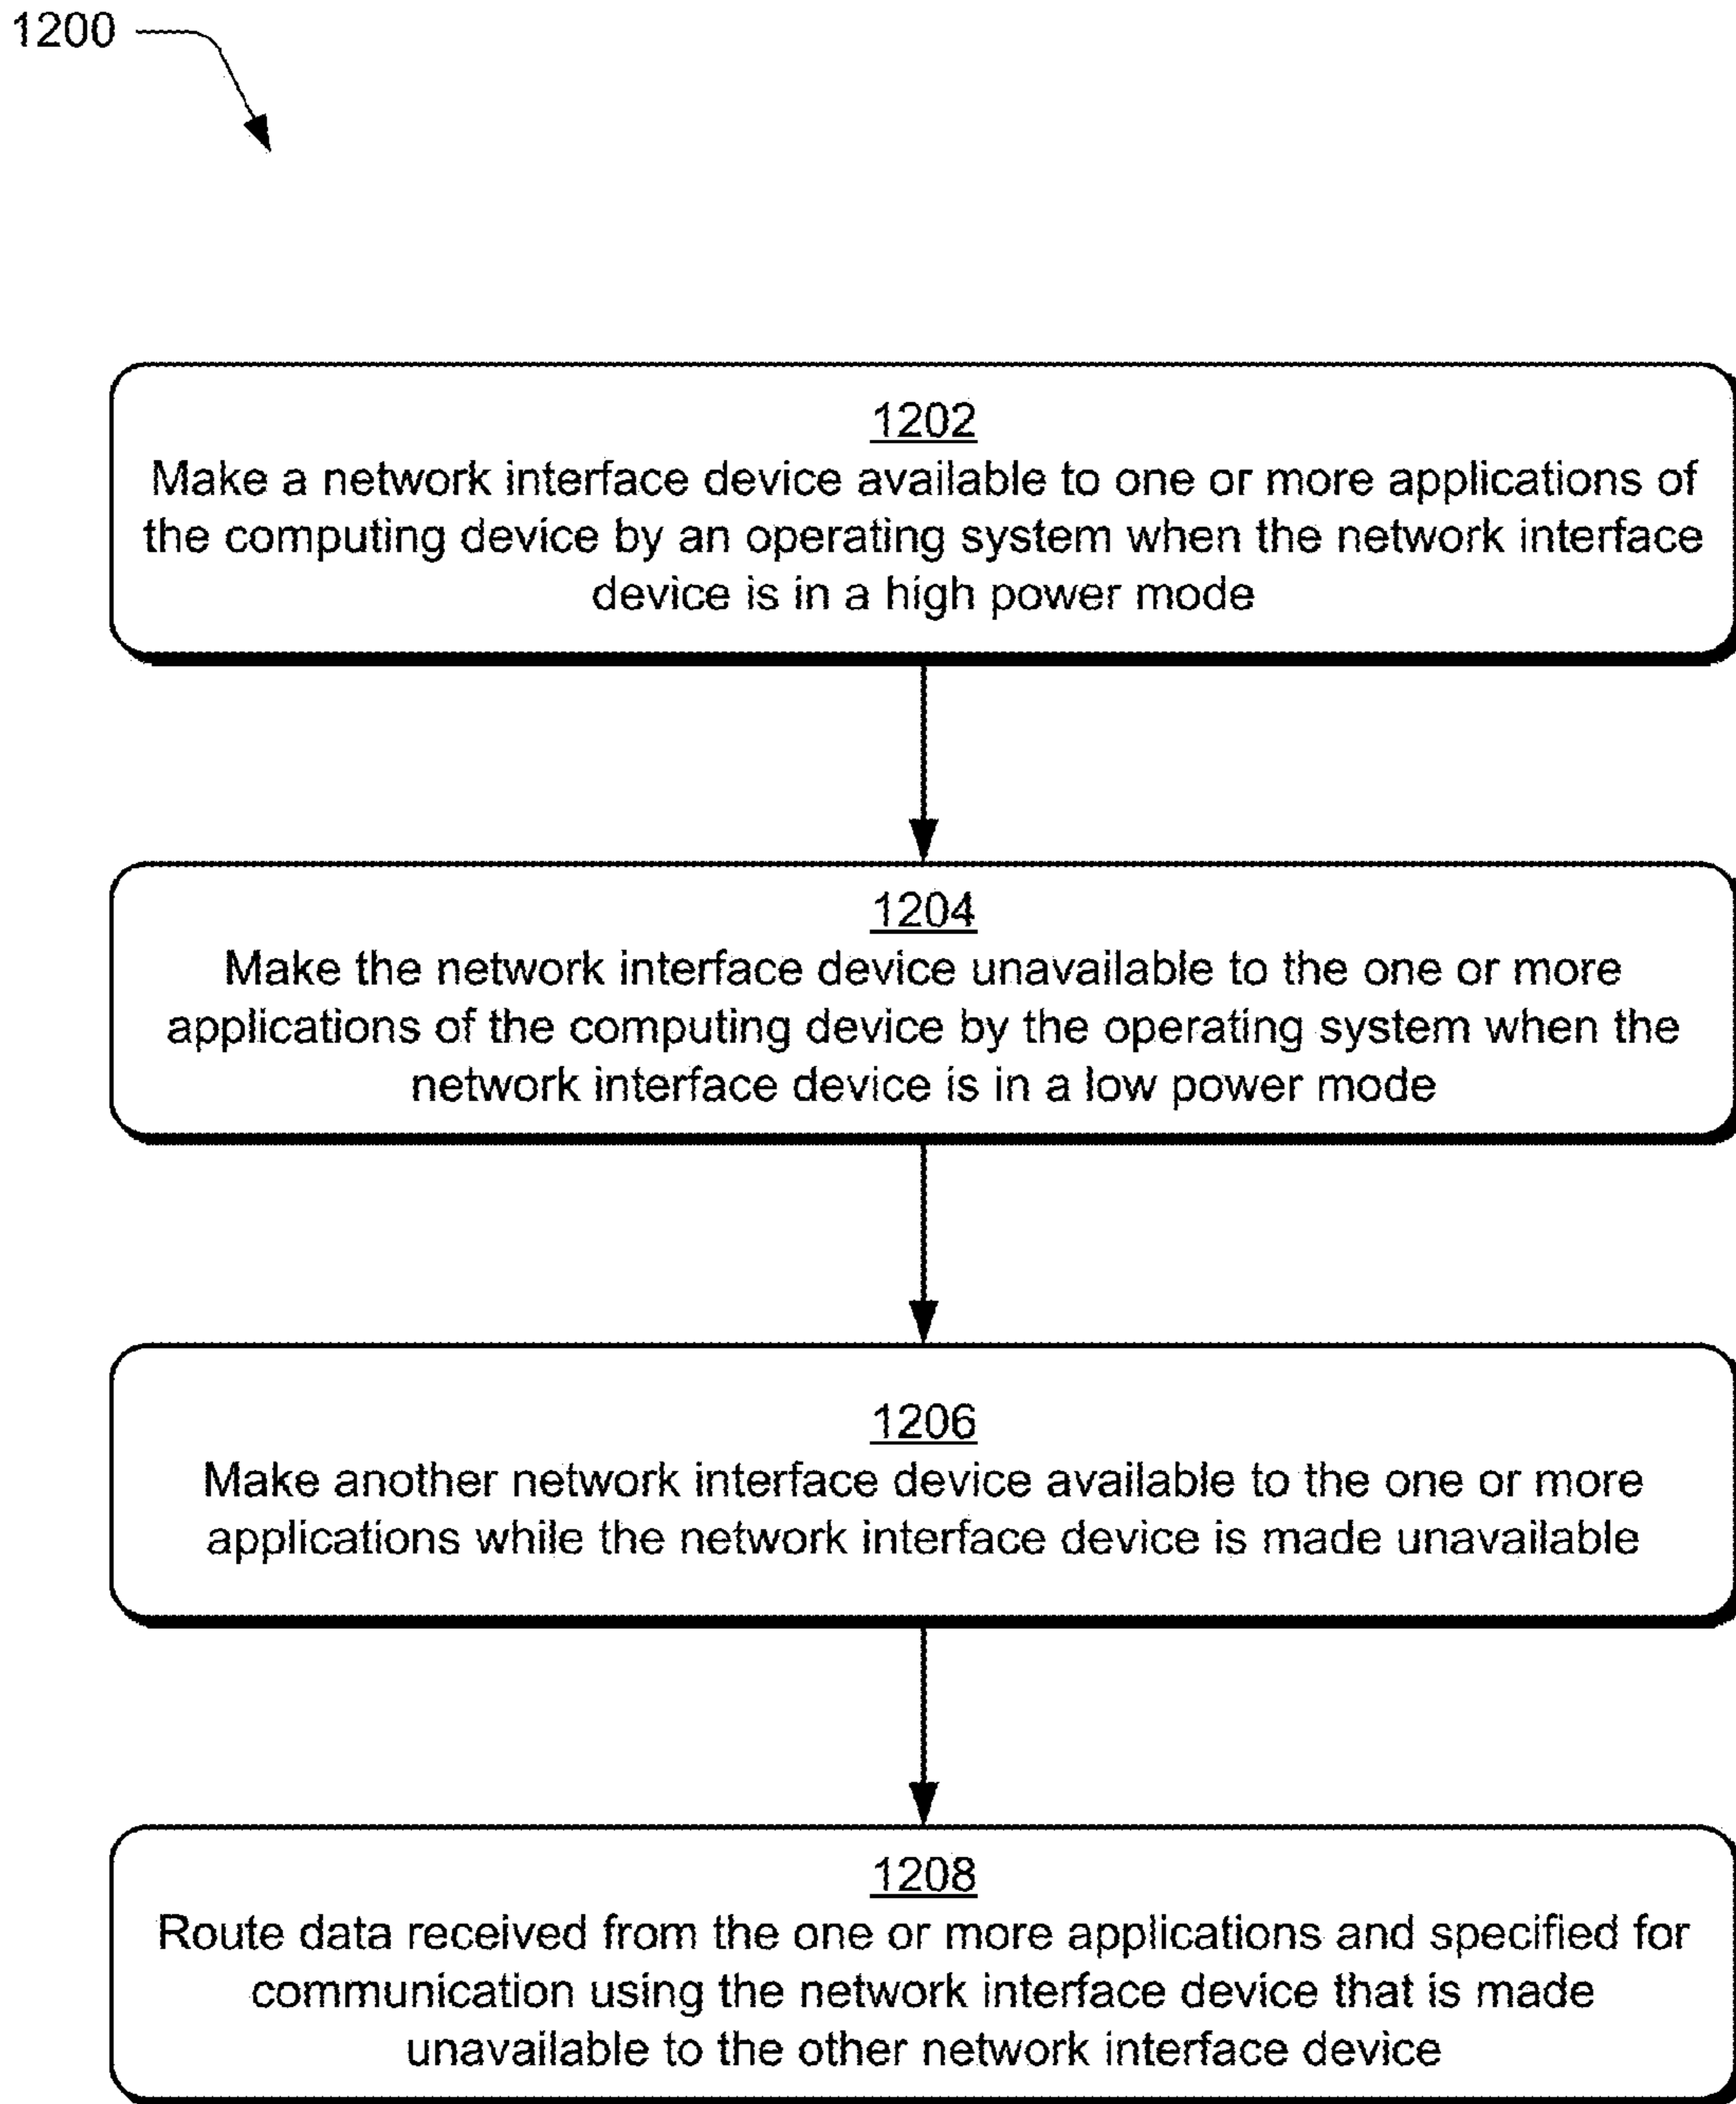 1200
1202
Make a network interface device available to one or more applications of
the computing device by an operating system when the network interface
device is in a high power mode
1204
Make the network interface device unavailable to the one or more
applications of the computing device by the operating system when the
network interface device is in a low power mode
1206
Make another network interface device available to the one or more
applications while the network interface device is made unavailable
1208
Route data received from the one or more applications and specified for
communication using the network interface device that is made
unavailable to the other network interface device